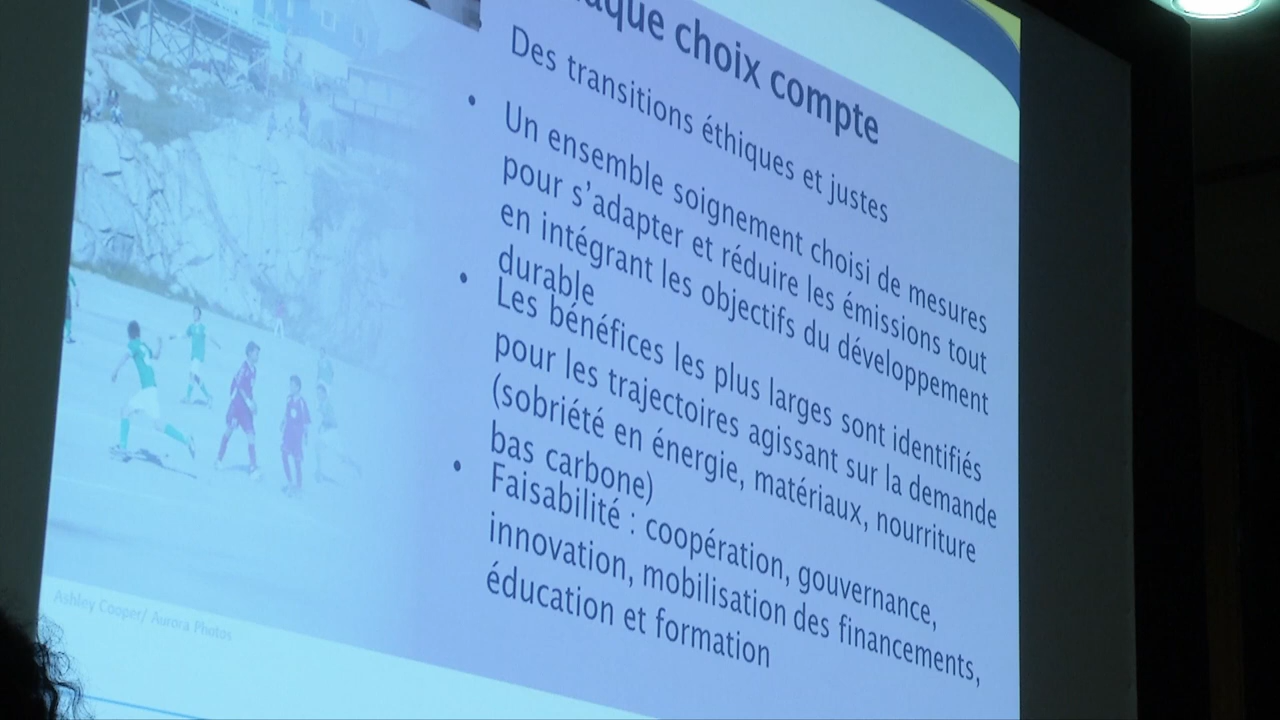 aque choix compte
Des transitions éthiques et justes
• Un ensemble soignement choisi de mesures
pour s'adapter et réduire les émissions tout
en intégrant les objectifs du développement
durable
• Les bénéfices les plus larges sont identifiés
pour les trajectoires agissant sur la demande
(sobriété en énergie, matériaux, nourriture
bas carbone)
• Faisabilité : coopération, gouvernance,
innovation, mobilisation des financements,
éducation et formation
Ashley Cooper/ Aurora Photos